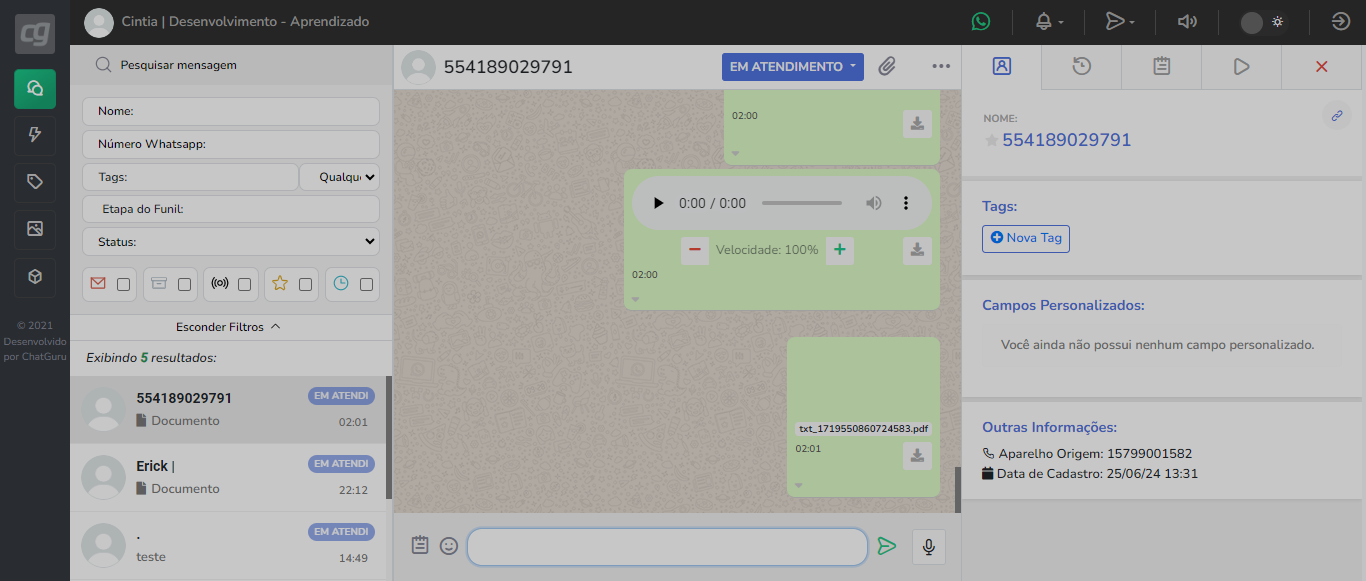 cg
Cintia | Desenvolvimento - Aprendizado
Pesquisar mensagem
Nome:
Número Whatsapp:
Tags:
Qualque
Etapa do Funil:
Status:
Esconder Filtros
Exibindo 5 resultados:
554189029791
EM ATENDI
Documento
02:01
Erick |
EM ATENDI
Documento
22:12
.
EM ATENDI
teste
14:49
© 2021
Desenvolvido
por ChatGuru
554189029791
EM ATENDIMENTO
02:00
0:00 / 0:00
Velocidade: 100%
02:00
txt_1719550860724583.pdf
02:01
NOME:
554189029791
Tags:
Nova Tag
Campos Personalizados:
Você ainda não possui nenhum campo personalizado.
Outras Informações:
Aparelho Origem: 15799001582
Data de Cadastro: 25/06/24 13:31